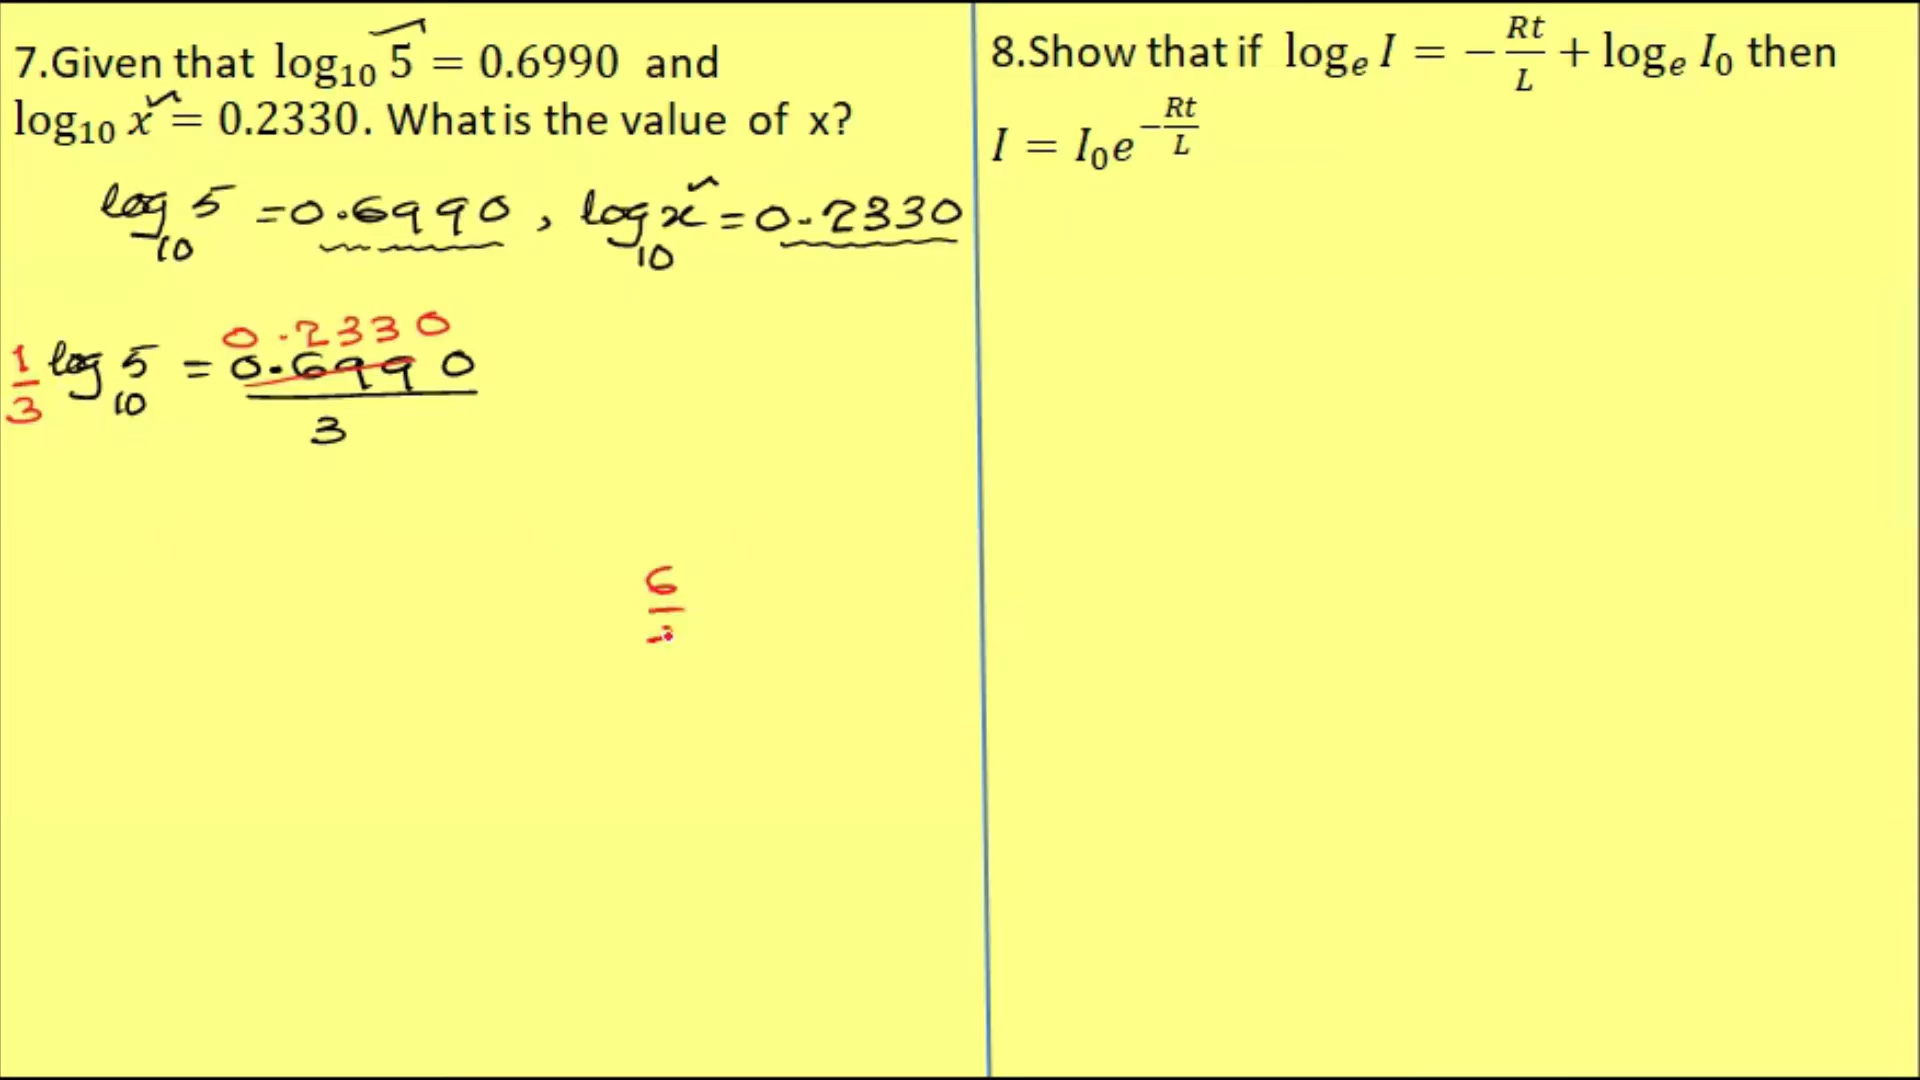 7.Given that log₁₀ 5 = 0.6990 and
log₁₀ x = 0.2330. What is the value of x?
log₁₀ 5 = 0.6990, log₁₀ x = 0.2330
0.2330
1/3 log₁₀ 5 = 0.6990/3
6
8.Show that if logₑ I = −Rt/L + logₑ I₀ then
I = I₀e^(−Rt/L)